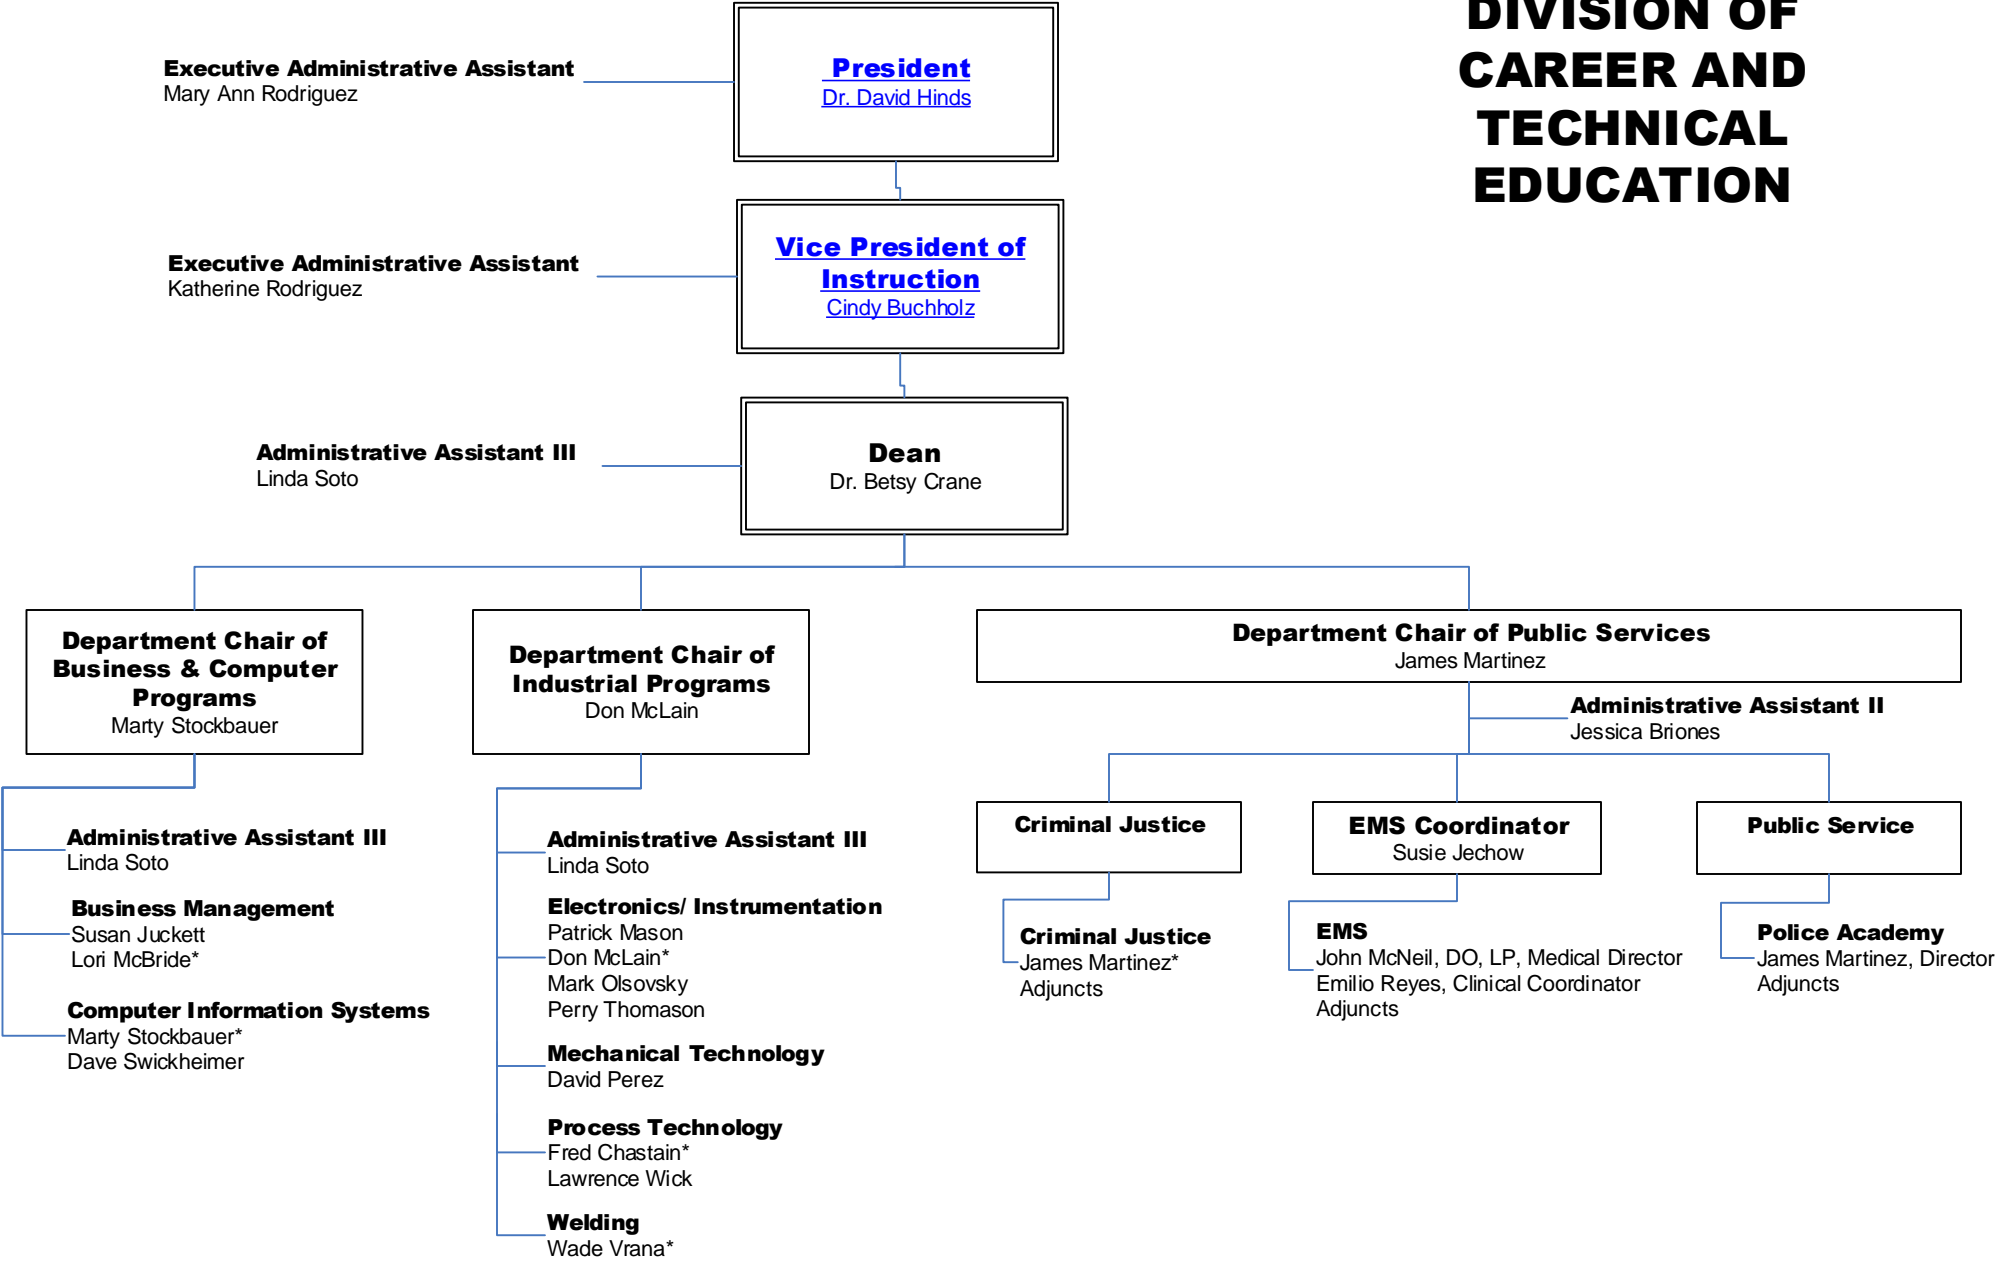 DIVISION OF
CAREER AND
TECHNICAL
EDUCATION
Executive Administrative Assistant
Mary Ann Rodriguez
President
Dr. David Hinds
Executive Administrative Assistant
Katherine Rodriguez
Vice President of
Instruction
Cindy Buchholz
Administrative Assistant III
Linda Soto
Dean
Dr. Betsy Crane
Department Chair of
Business & Computer
Programs
Marty Stockbauer
Administrative Assistant III
Linda Soto
Business Management
Susan Juckett
Lori McBride*
Computer Information Systems
Marty Stockbauer*
Dave Swickheimer
Department Chair of
Industrial Programs
Don McLain
Administrative Assistant III
Linda Soto
Electronics/ Instrumentation
Patrick Mason
Don McLain*
Mark Olsovsky
Perry Thomason
Mechanical Technology
David Perez
Process Technology
Fred Chastain*
Lawrence Wick
Welding
Wade Vrana*
Department Chair of Public Services
James Martinez
Administrative Assistant II
Jessica Briones
Criminal Justice
Criminal Justice
James Martinez*
Adjuncts
EMS Coordinator
Susie Jechow
EMS
John McNeil, DO, LP, Medical Director
Emilio Reyes, Clinical Coordinator
Adjuncts
Public Service
Police Academy
James Martinez, Director
Adjuncts